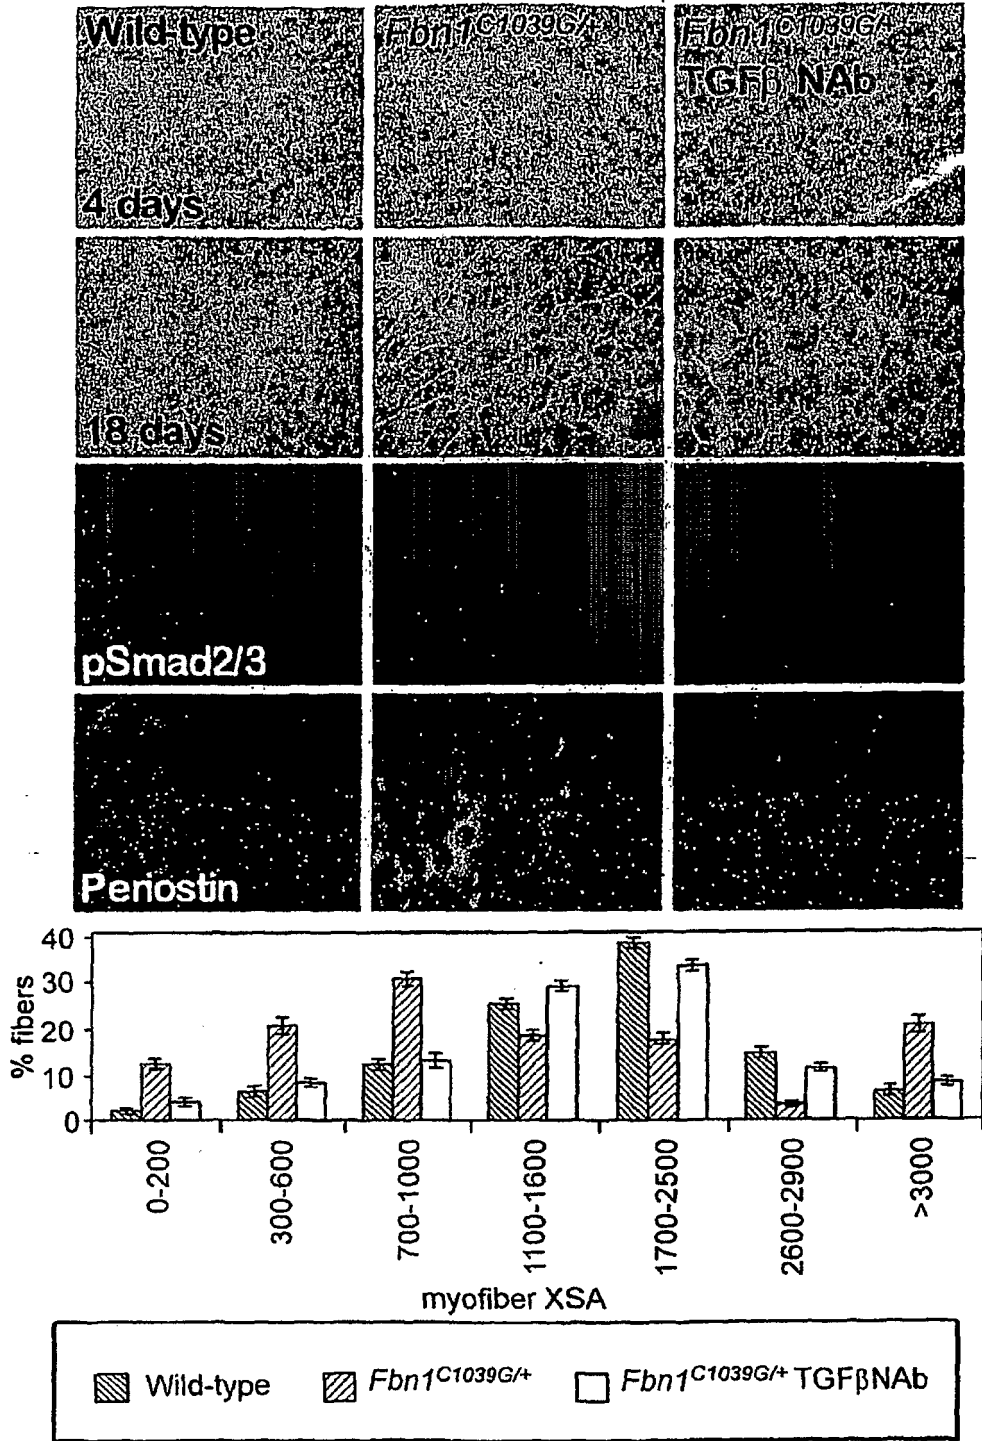 Wild-type
Fbn1C1039G/+
Fbn1C1039G/+
TGFβ NAb
4 days
18 days
pSmad2/3
Periostin
40
30
20
10
0
% fibers
0-200
300-600
700-1000
1100-1600
1700-2500
2600-2900
>3000
myofiber XSA
Wild-type
Fbn1C1039G/+
Fbn1C1039G/+ TGFβNAb